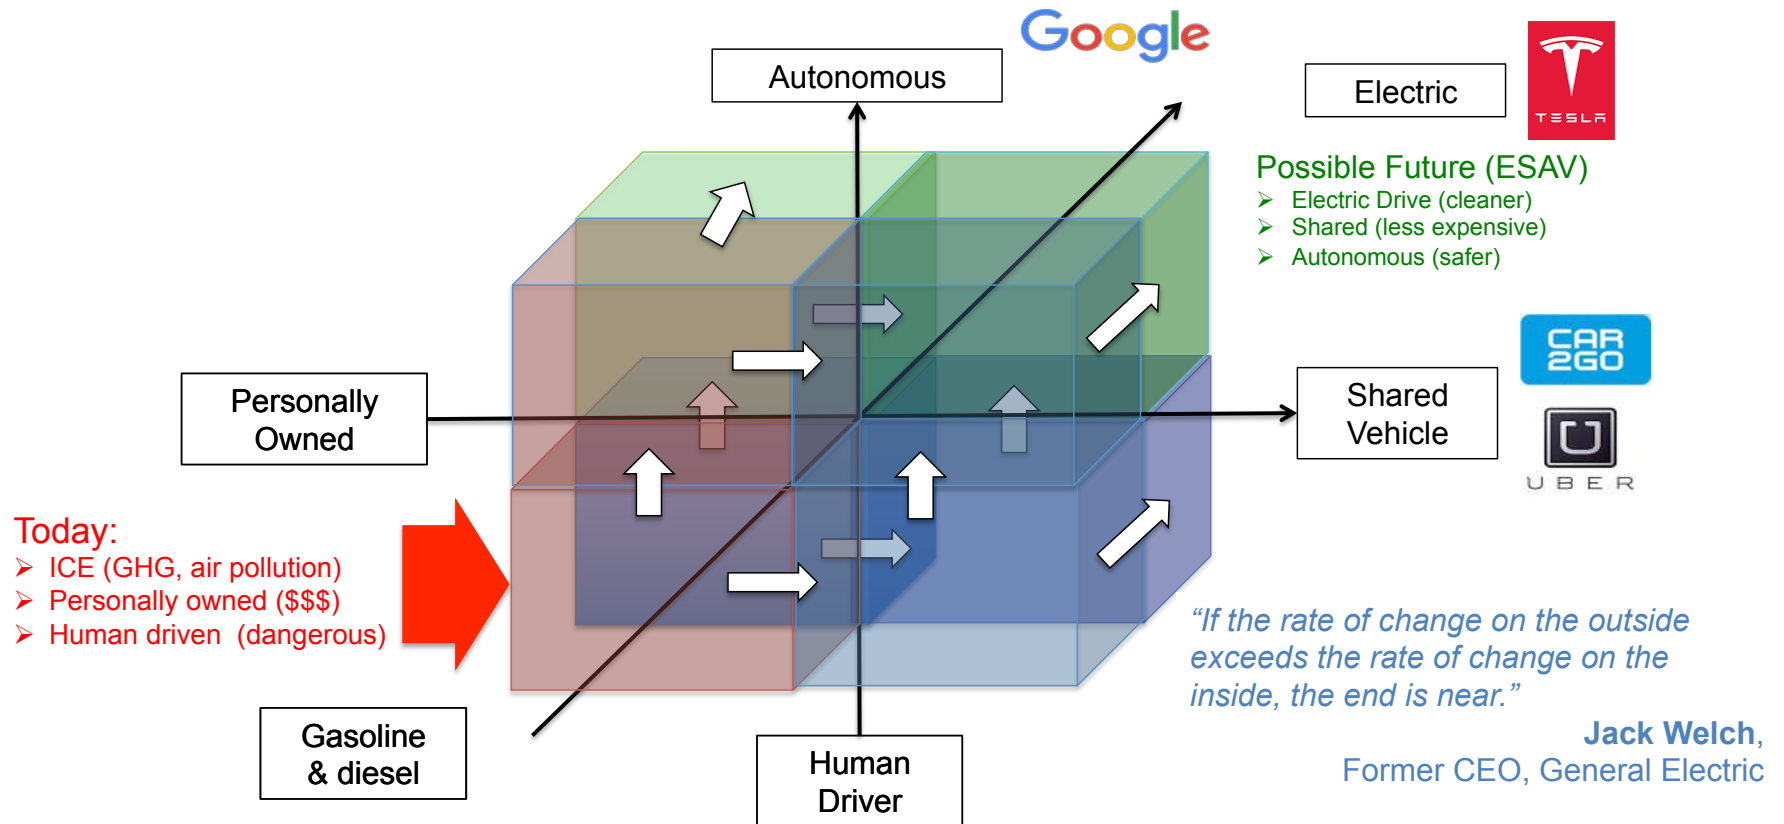 Google
Autonomous
Electric
TESLA
Possible Future (ESAV)
➢ Electric Drive (cleaner)
➢ Shared (less expensive)
➢ Autonomous (safer)
CAR
2GO
Personally
Owned
Shared
Vehicle
U
UBER
Today:
➢ ICE (GHG, air pollution)
➢ Personally owned ($$$)
➢ Human driven (dangerous)
“If the rate of change on the outside
exceeds the rate of change on the
inside, the end is near.”
Jack Welch,
Former CEO, General Electric
Gasoline
& diesel
Human
Driver